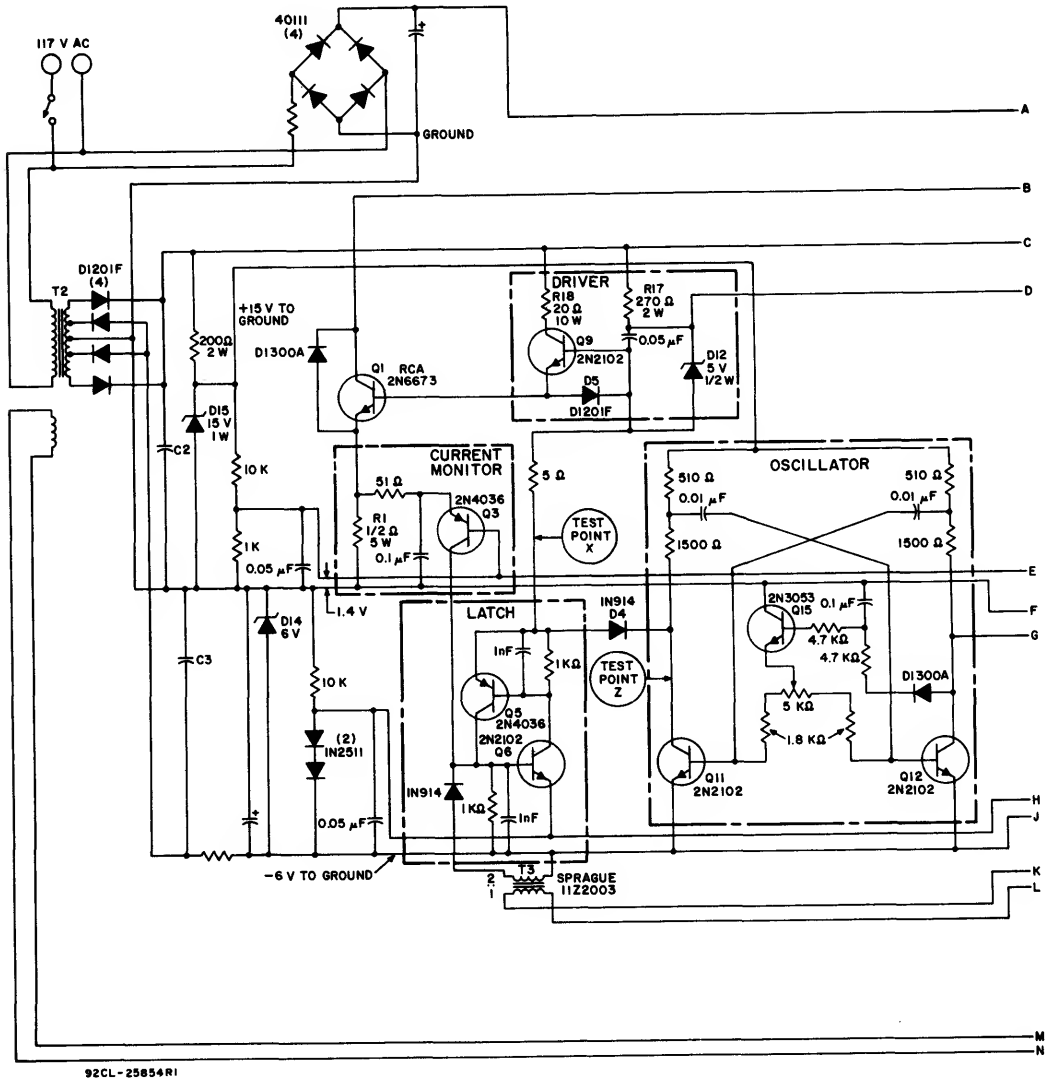 40111
(4)
+
117 V AC
GROUND
A
B
C
D1201F
(4)
T2
+15 V TO
GROUND
200Ω
2 W
D1300A
Q1
RCA
2N6673
DRIVER
R18
20 Ω
10 W
R17
270 Ω
2 W
0.05 µF
Q9
2N2102
D5
D1201F
D12
5 V
1/2 W
D
D15
15 V
1 W
C2
10 K
1 K
0.05 µF
CURRENT
MONITOR
51 Ω
2N4036
Q3
R1
1/2 Ω
5 W
0.1 µF
5 Ω
TEST
POINT
X
OSCILLATOR
510 Ω
0.01 µF
1500 Ω
510 Ω
0.01 µF
1500 Ω
E
F
G
1.4 V
D14
6 V
C3
LATCH
1N914
D4
1nF
1 KΩ
TEST
POINT
Z
2N3053
Q15
0.1 µF
4.7 KΩ
4.7 KΩ
D1300A
5 KΩ
1.8 KΩ
10 K
(2)
1N2511
Q5
2N4036
2N2102
Q6
1N914
1 KΩ
1nF
Q11
2N2102
Q12
2N2102
+
0.05 µF
H
J
-6 V TO GROUND
T3
2:1
SPRAGUE
11Z2003
K
L
M
N
92CL-25854R1